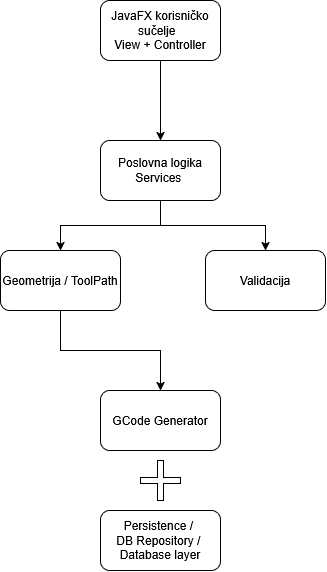 JavaFX korisničko
sučelje
View + Controller
Poslovna logika
Services
Geometrija / ToolPath
Validacija
GCode Generator
Persistence /
DB Repository /
Database layer